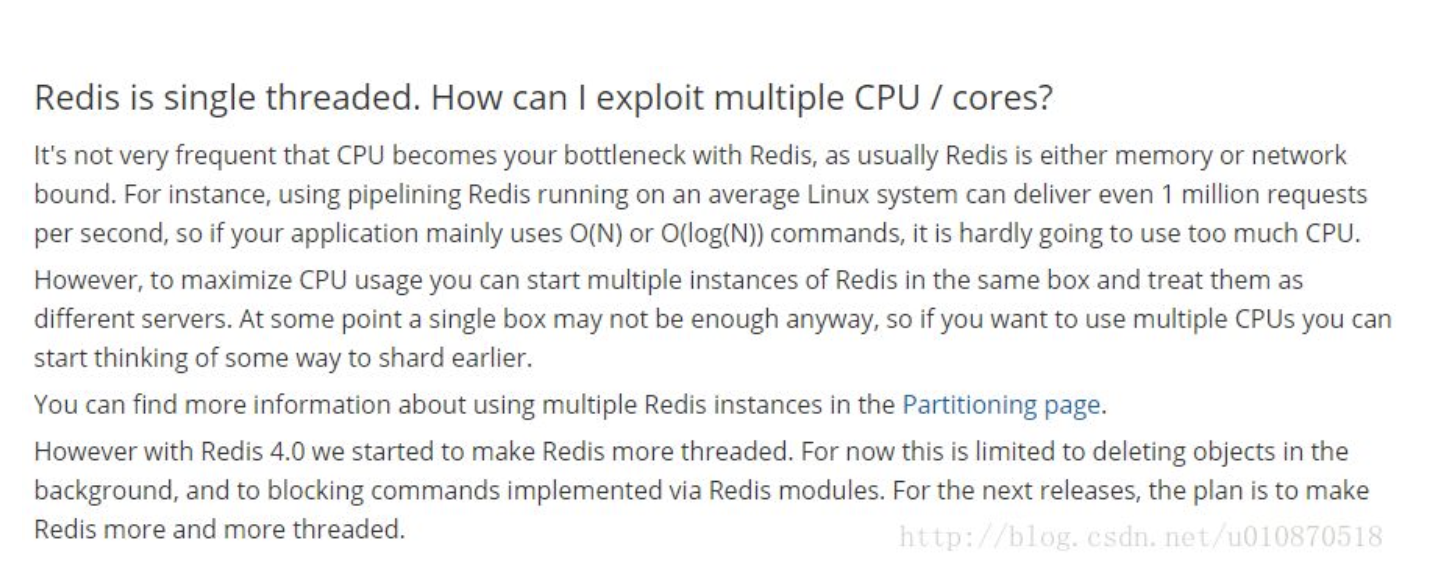 Redis is single threaded. How can I exploit multiple CPU / cores?
It's not very frequent that CPU becomes your bottleneck with Redis, as usually Redis is either memory or network
bound. For instance, using pipelining Redis running on an average Linux system can deliver even 1 million requests
per second, so if your application mainly uses O(N) or O(log(N)) commands, it is hardly going to use too much CPU.
However, to maximize CPU usage you can start multiple instances of Redis in the same box and treat them as
different servers. At some point a single box may not be enough anyway, so if you want to use multiple CPUs you can
start thinking of some way to shard earlier.
You can find more information about using multiple Redis instances in the Partitioning page.
However with Redis 4.0 we started to make Redis more threaded. For now this is limited to deleting objects in the
background, and to blocking commands implemented via Redis modules. For the next releases, the plan is to make
Redis more and more threaded.
http://blog.csdn.net/u010870518